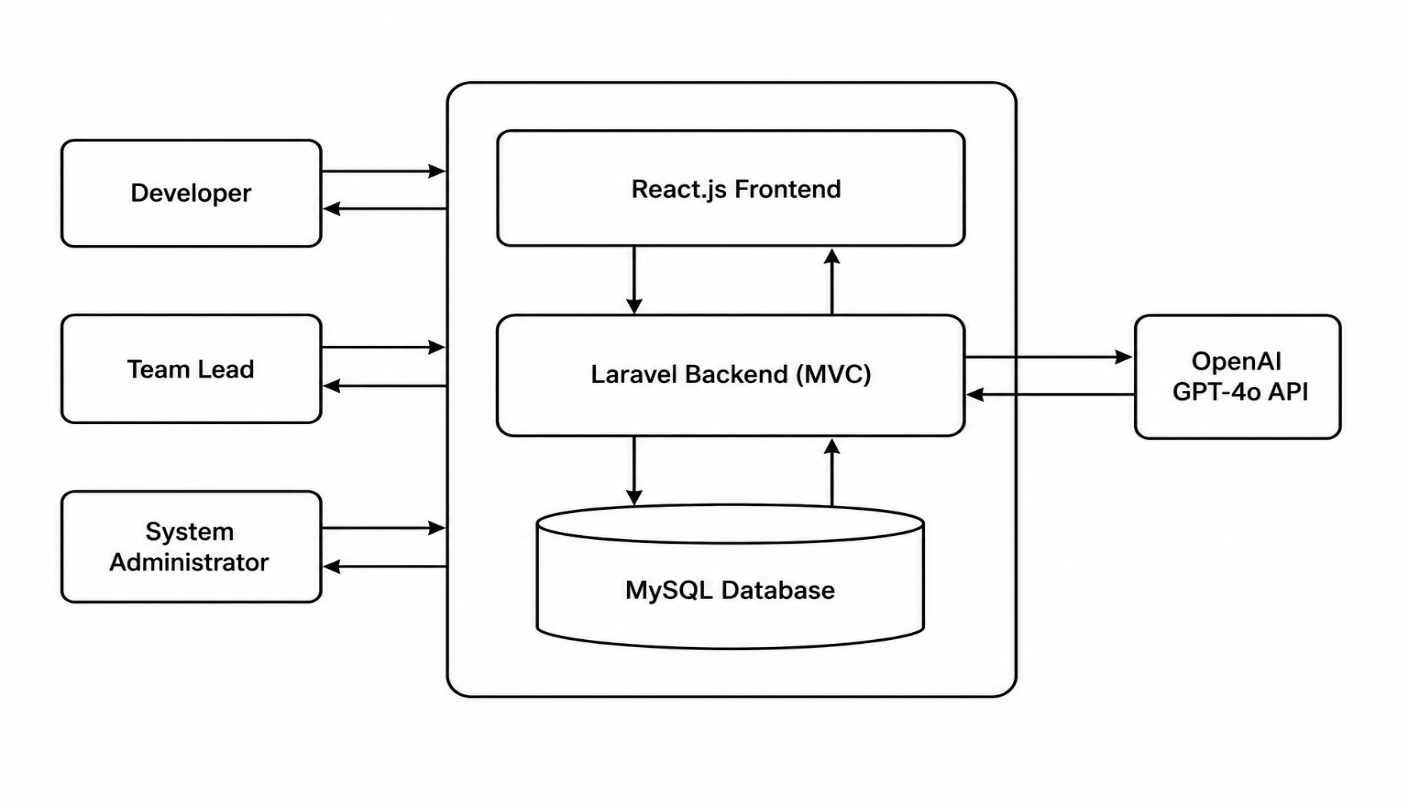 Developer
React.js Frontend
Team Lead
Laravel Backend (MVC)
OpenAI
GPT-4o API
System
Administrator
MySQL Database